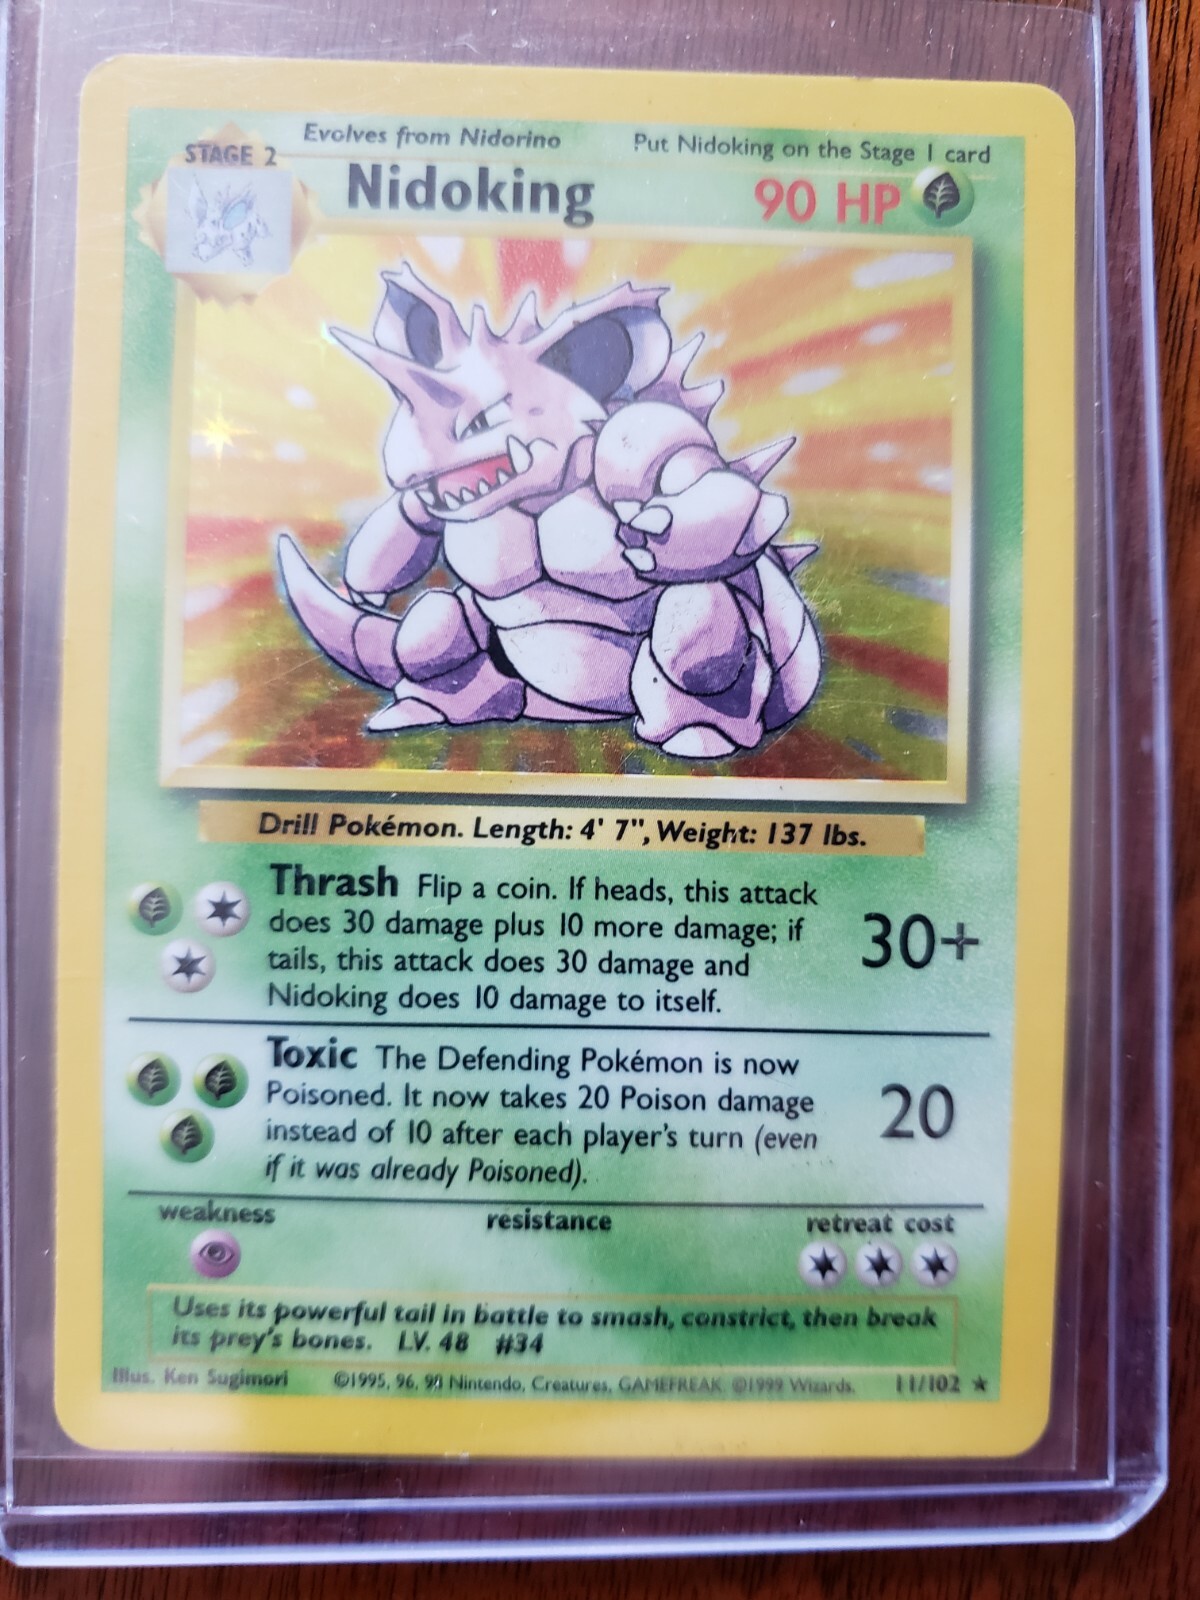 Evolves from Nidorino Put Nidoking on the Stage 1 card
STAGE 2
Nidoking 90 HP
Drill Pokémon. Length: 4' 7", Weight: 137 lbs.
Thrash Flip a coin. If heads, this attack
does 30 damage plus 10 more damage; if
tails, this attack does 30 damage and
Nidoking does 10 damage to itself.
30+
Toxic The Defending Pokémon is now
Poisoned. It now takes 20 Poison damage
instead of 10 after each player's turn (even
if it was already Poisoned).
20
weakness resistance retreat cost
Uses its powerful tail in battle to smash, constrict, then break
its prey's bones. LV. 48 #34
Illus. Ken Sugimori ©1995, 96, 98 Nintendo, Creatures, GAMEFREAK. ©1999 Wizards. 11/102 ★